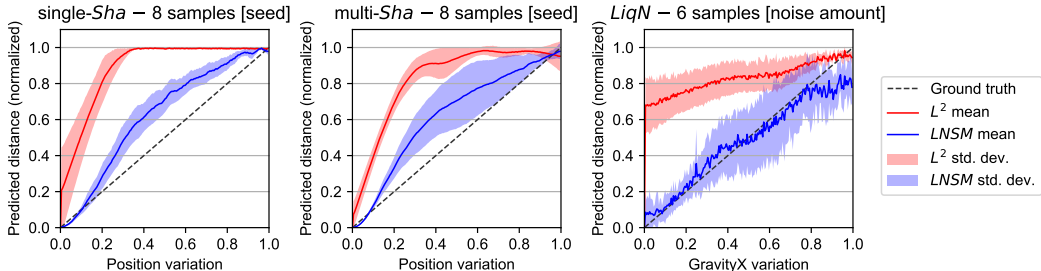 single-Sha − 8 samples [seed]
Predicted distance (normalized)
1.0
0.8
0.6
0.4
0.2
0.0
0.0 0.2 0.4 0.6 0.8 1.0
Position variation
multi-Sha − 8 samples [seed]
Predicted distance (normalized)
1.0
0.8
0.6
0.4
0.2
0.0
0.0 0.2 0.4 0.6 0.8 1.0
Position variation
LiqN − 6 samples [noise amount]
Predicted distance (normalized)
1.0
0.8
0.6
0.4
0.2
0.0
0.0 0.2 0.4 0.6 0.8 1.0
GravityX variation
Ground truth
L² mean
LNSM mean
L² std. dev.
LNSM std. dev.